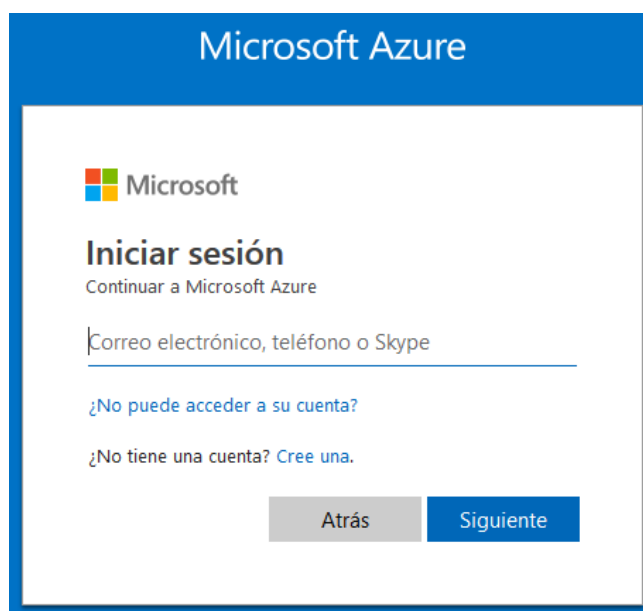 Microsoft Azure
Microsoft
Iniciar sesión
Continuar a Microsoft Azure
Correo electrónico, teléfono o Skype
¿No puede acceder a su cuenta?
¿No tiene una cuenta? Cree una.
Atrás Siguiente